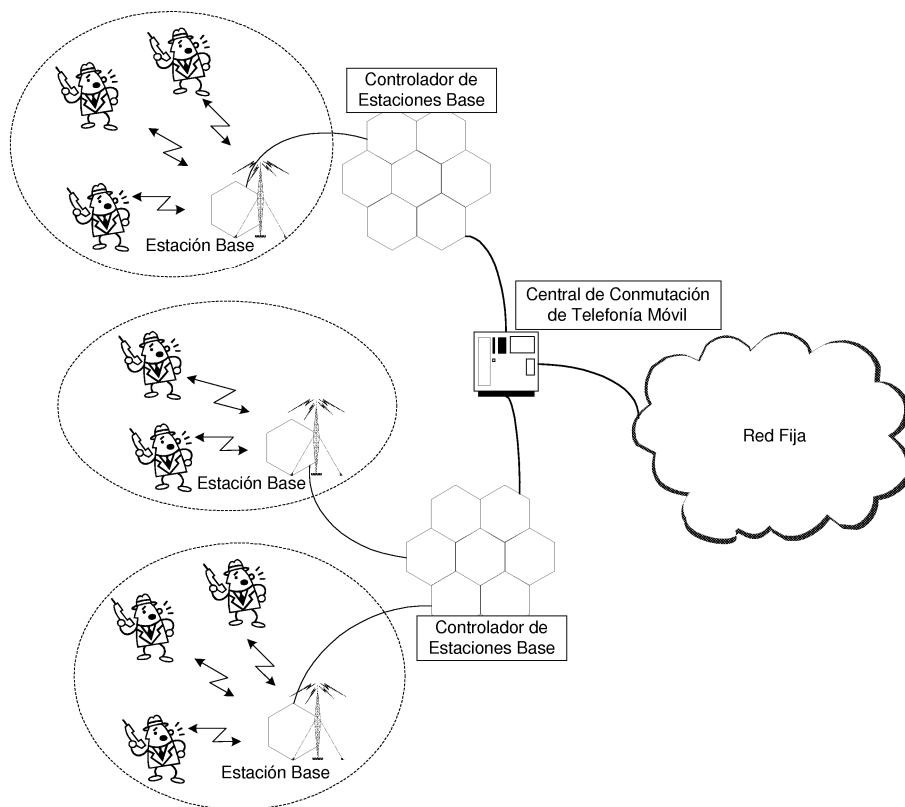 Controlador de
Estaciones Base
Estación Base
Central de Conmutación
de Telefonía Móvil
Red Fija
Estación Base
Controlador de
Estaciones Base
Estación Base